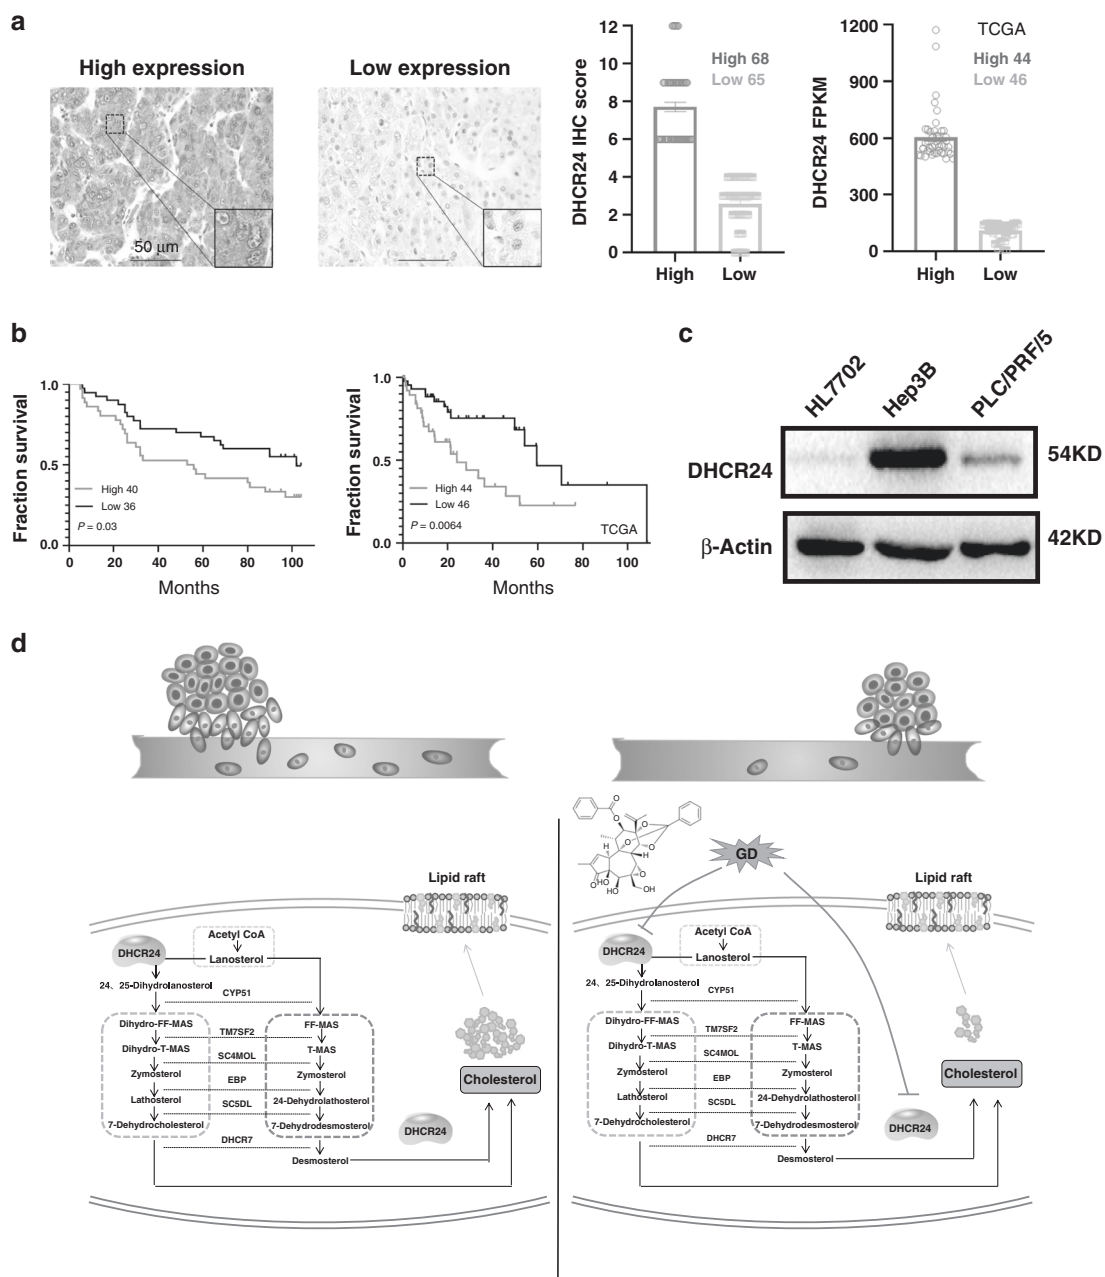 a
High expression
Low expression
50 μm
DHCR24 IHC score
12
10
8
6
4
2
0
High 68
Low 65
High
Low
DHCR24 FPKM
1200
900
600
300
0
TCGA
High 44
Low 46
High
Low
b
Fraction survival
1.0
0.5
0.0
High 40
Low 36
P = 0.03
0 20 40 60 80 100
Months
Fraction survival
1.0
0.5
0.0
High 44
Low 46
P = 0.0064
TCGA
0 20 40 60 80 100
Months
c
HL7702
Hep3B
PLC/PRF/5
DHCR24
54KD
β-Actin
42KD
d
Lipid raft
Acetyl CoA
DHCR24
Lanosterol
24、25-Dihydrolanosterol
CYP51
Dihydro-FF-MAS
FF-MAS
TM7SF2
Dihydro-T-MAS
T-MAS
SC4MOL
Zymosterol
Zymosterol
EBP
Lathosterol
24-Dehydrolathosterol
SC5DL
7-Dehydrocholesterol
7-Dehydrodesmosterol
DHCR7
Desmosterol
Cholesterol
DHCR24
O
O
O
O
O
H
H
O
O
OH
HO
OH
GD
Lipid raft
Acetyl CoA
DHCR24
Lanosterol
24、25-Dihydrolanosterol
CYP51
Dihydro-FF-MAS
FF-MAS
TM7SF2
Dihydro-T-MAS
T-MAS
SC4MOL
Zymosterol
Zymosterol
EBP
Lathosterol
24-Dehydrolathosterol
SC5DL
7-Dehydrocholesterol
7-Dehydrodesmosterol
DHCR7
Desmosterol
Cholesterol
DHCR24